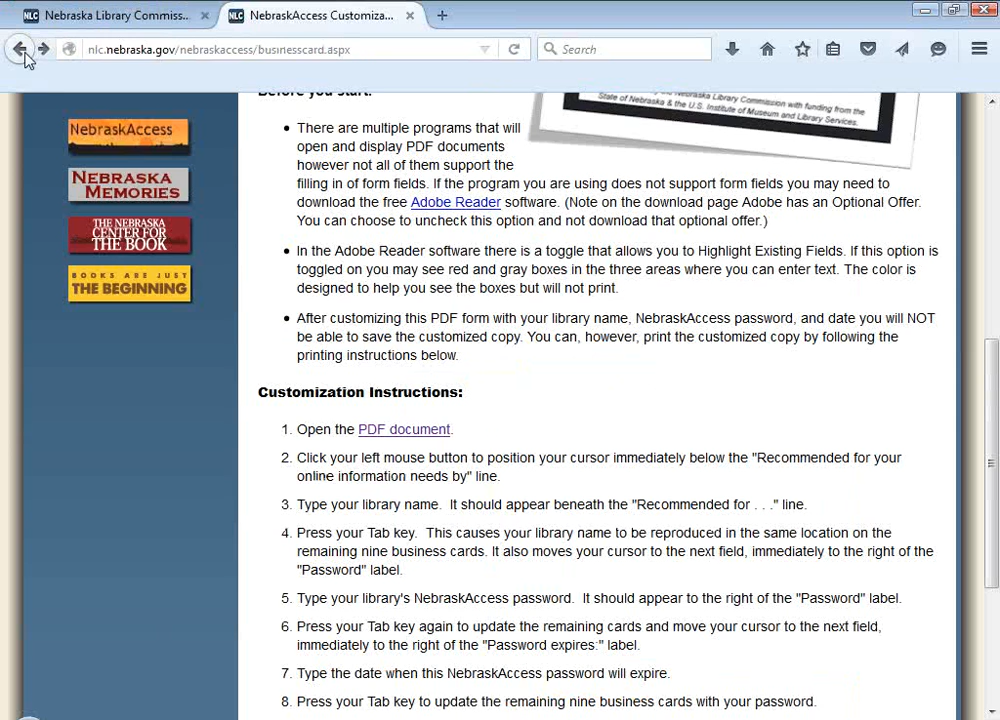 NLC Nebraska Library Commiss...
NLC NebraskAccess Customiza...
nlc.nebraska.gov/nebraskaccess/businesscard.aspx
Search
NebraskAccess
NEBRASKA
MEMORIES
THE NEBRASKA
CENTER FOR
THE BOOK
BOOKS ARE JUST
THE BEGINNING
Before you start:
Nebraska Library Commission with funding from the
State of Nebraska & the U.S. Institute of Museum and Library Services.
There are multiple programs that will
open and display PDF documents
however not all of them support the
filling in of form fields. If the program you are using does not support form fields you may need to
download the free Adobe Reader software. (Note on the download page Adobe has an Optional Offer.
You can choose to uncheck this option and not download that optional offer.)
In the Adobe Reader software there is a toggle that allows you to Highlight Existing Fields. If this option is
toggled on you may see red and gray boxes in the three areas where you can enter text. The color is
designed to help you see the boxes but will not print.
After customizing this PDF form with your library name, NebraskAccess password, and date you will NOT
be able to save the customized copy. You can, however, print the customized copy by following the
printing instructions below.
Customization Instructions:
1. Open the PDF document.
2. Click your left mouse button to position your cursor immediately below the "Recommended for your
online information needs by" line.
3. Type your library name. It should appear beneath the "Recommended for . . ." line.
4. Press your Tab key. This causes your library name to be reproduced in the same location on the
remaining nine business cards. It also moves your cursor to the next field, immediately to the right of the
"Password" label.
5. Type your library's NebraskAccess password. It should appear to the right of the "Password" label.
6. Press your Tab key again to update the remaining cards and move your cursor to the next field,
immediately to the right of the "Password expires:" label.
7. Type the date when this NebraskAccess password will expire.
8. Press your Tab key to update the remaining nine business cards with your password.